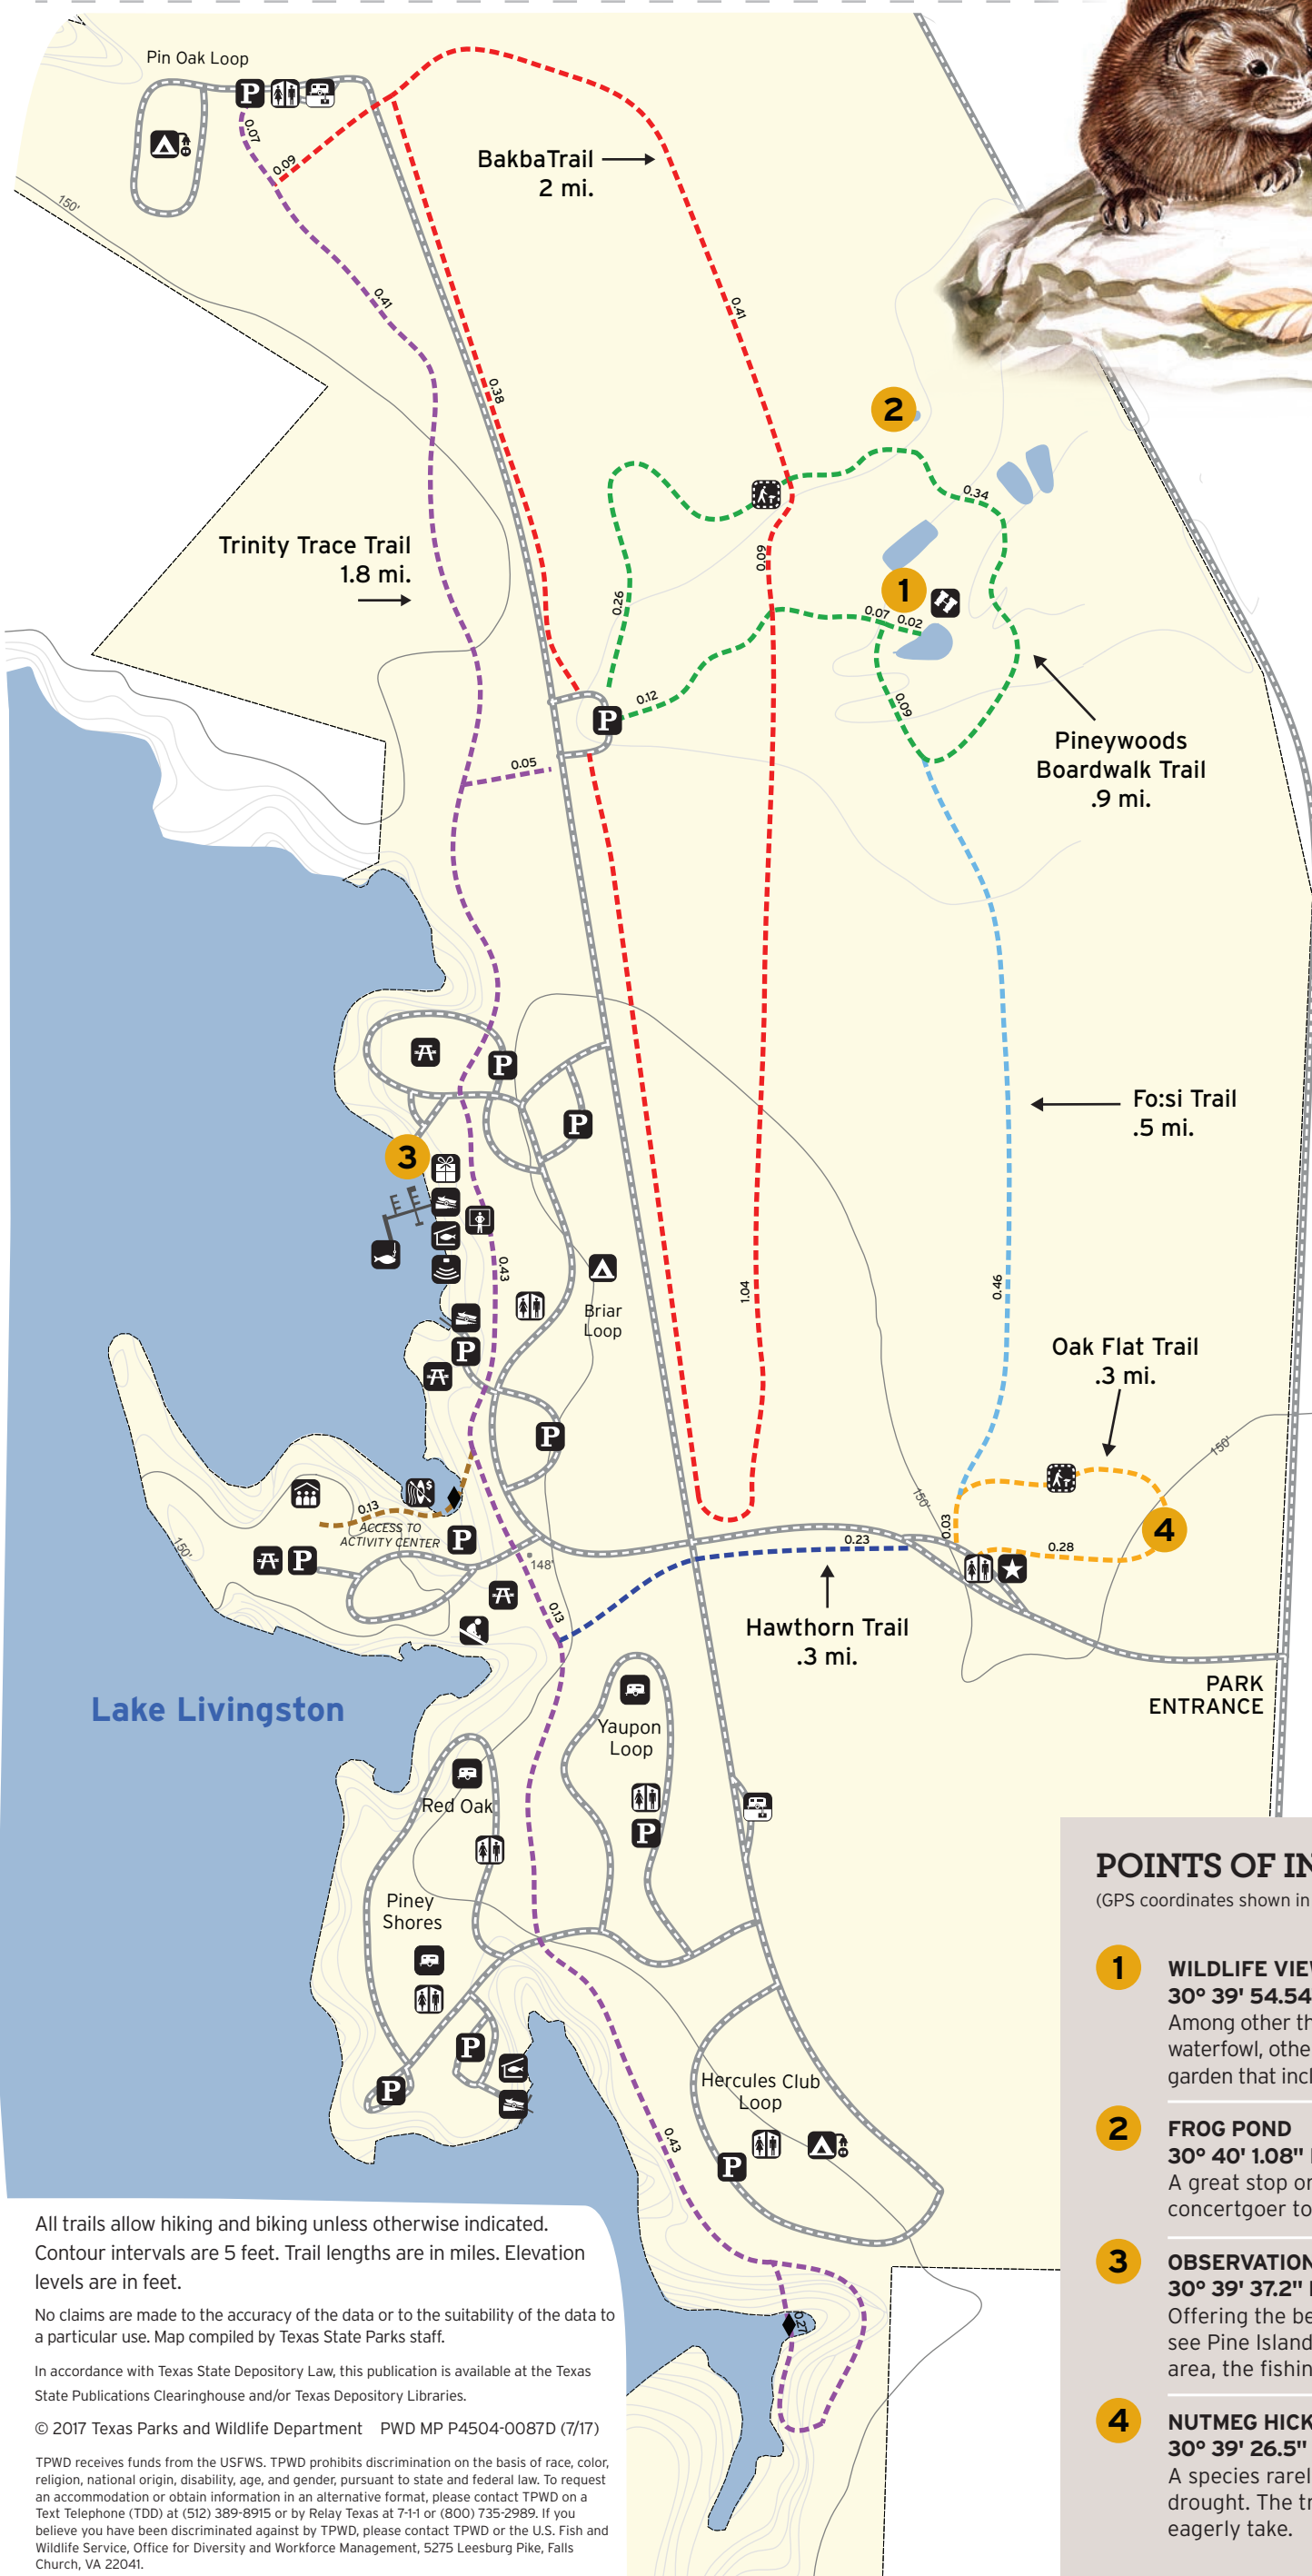 Pin Oak Loop
P
0.07
0.09
150'
BakbaTrail
2 mi.
0.41
0.41
0.38
2
0.34
Trinity Trace Trail
1.8 mi.
0.09
1
0.26
0.07
0.02
0.12
P
0.09
0.05
Pineywoods
Boardwalk Trail
.9 mi.
P
P
Fo:si Trail
.5 mi.
3
0.43
Briar
Loop
1.04
0.46
P
Oak Flat Trail
.3 mi.
P
150'
150'
0.13
ACCESS TO
ACTIVITY CENTER
P
0.03
4
150'
P
148'
0.23
0.28
0.13
Hawthorn Trail
.3 mi.
PARK
ENTRANCE
Lake Livingston
Yaupon
Loop
Red Oak
P
Piney
Shores
P
P
Hercules Club
Loop
P
0.43
0.27
POINTS OF IN
(GPS coordinates shown in
1
WILDLIFE VIEW
30° 39' 54.54
Among other th
waterfowl, othe
garden that incl
2
FROG POND
30° 40' 1.08"
A great stop or
concertgoer to
3
OBSERVATION
30° 39' 37.2"
Offering the be
see Pine Island
area, the fishin
4
NUTMEG HICK
30° 39' 26.5"
A species rarel
drought. The tr
eagerly take.
All trails allow hiking and biking unless otherwise indicated.
Contour intervals are 5 feet. Trail lengths are in miles. Elevation
levels are in feet.
No claims are made to the accuracy of the data or to the suitability of the data to
a particular use. Map compiled by Texas State Parks staff.
In accordance with Texas State Depository Law, this publication is available at the Texas
State Publications Clearinghouse and/or Texas Depository Libraries.
© 2017 Texas Parks and Wildlife Department PWD MP P4504-0087D (7/17)
TPWD receives funds from the USFWS. TPWD prohibits discrimination on the basis of race, color,
religion, national origin, disability, age, and gender, pursuant to state and federal law. To request
an accommodation or obtain information in an alternative format, please contact TPWD on a
Text Telephone (TDD) at (512) 389-8915 or by Relay Texas at 7-1-1 or (800) 735-2989. If you
believe you have been discriminated against by TPWD, please contact TPWD or the U.S. Fish and
Wildlife Service, Office for Diversity and Workforce Management, 5275 Leesburg Pike, Falls
Church, VA 22041.